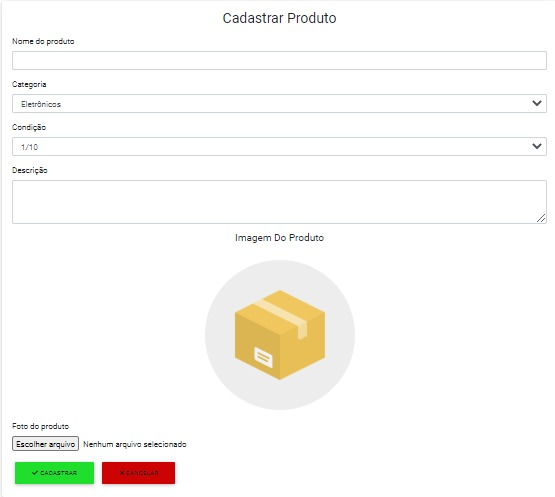 Cadastrar Produto
Nome do produto
Categoria
Eletrônicos
Condição
1/10
Descrição
Imagem Do Produto
Foto do produto
Escolher arquivo Nenhum arquivo selecionado
CADASTRAR CANCELAR